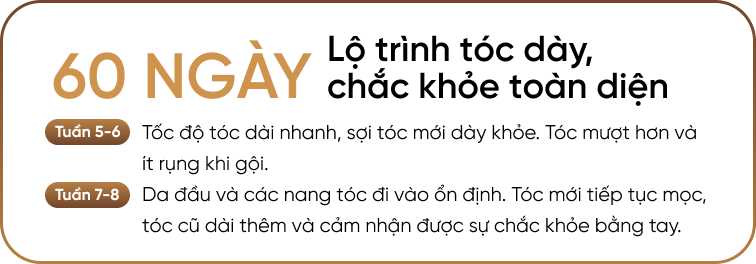 60 NGÀY
Lộ trình tóc dày,
chắc khỏe toàn diện
Tuần 5-6
Tốc độ tóc dài nhanh, sợi tóc mới dày khỏe. Tóc mượt hơn và
ít rụng khi gội.
Tuần 7-8
Da đầu và các nang tóc đi vào ổn định. Tóc mới tiếp tục mọc,
tóc cũ dài thêm và cảm nhận được sự chắc khỏe bằng tay.